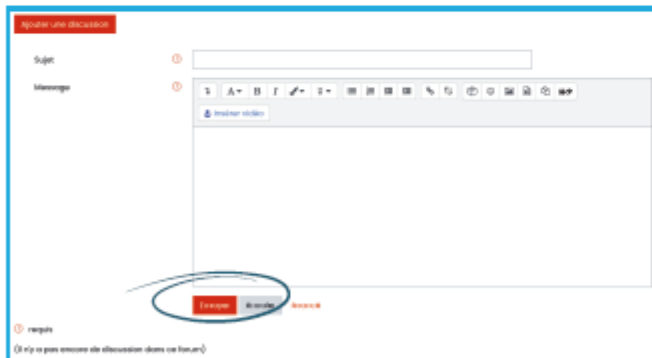 Ajouter une discussion
Sujet
Message
A B I
Insérer vidéo
Envoyer Annuler Avancé
requis
(Il n'y a pas encore de discussion dans ce forum)